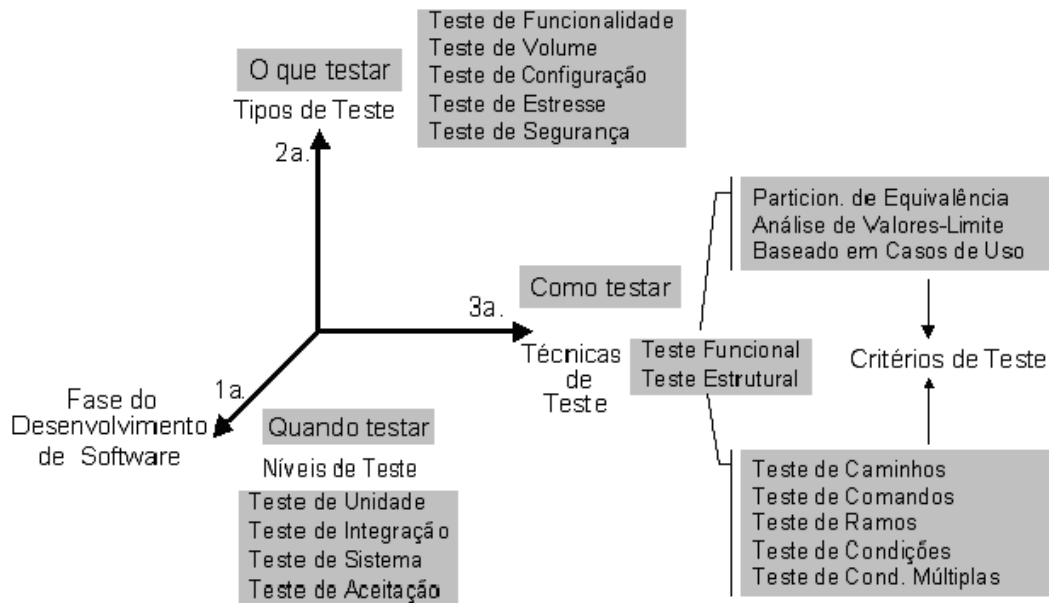 O que testar
Tipos de Teste
2a.
Teste de Funcionalidade
Teste de Volume
Teste de Configuração
Teste de Estresse
Teste de Segurança
Como testar
3a.
Técnicas
de
Teste
Teste Funcional
Teste Estrutural
Particion. de Equivalência
Análise de Valores-Limite
Baseado em Casos de Uso
Critérios de Teste
Teste de Caminhos
Teste de Comandos
Teste de Ramos
Teste de Condições
Teste de Cond. Múltiplas
1a.
Fase do
Desenvolvimento
de Software
Quando testar
Níveis de Teste
Teste de Unidade
Teste de Integração
Teste de Sistema
Teste de Aceitação